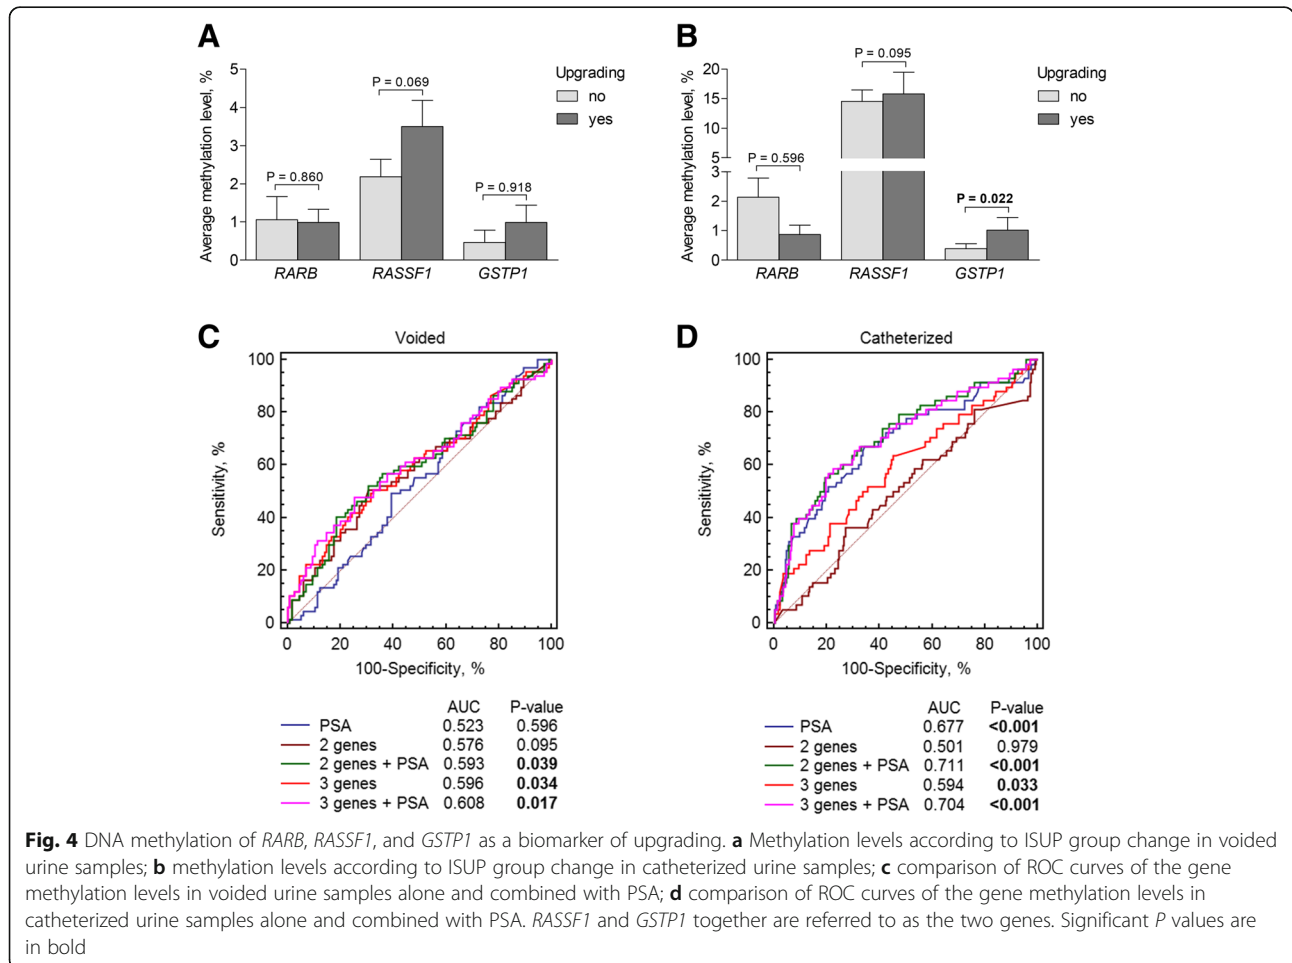 A
Average methylation level, %
5
4
3
2
1
0
P = 0.860
P = 0.069
P = 0.918
RARB
RASSF1
GSTP1
Upgrading
no
yes
B
Average methylation level, %
20
15
10
5
3
2
1
0
P = 0.596
P = 0.095
P = 0.022
RARB
RASSF1
GSTP1
Upgrading
no
yes
C
Voided
Sensitivity, %
100
80
60
40
20
0
0 20 40 60 80 100
100-Specificity, %
AUC P-value
PSA 0.523 0.596
2 genes 0.576 0.095
2 genes + PSA 0.593 0.039
3 genes 0.596 0.034
3 genes + PSA 0.608 0.017
D
Catheterized
Sensitivity, %
100
80
60
40
20
0
0 20 40 60 80 100
100-Specificity, %
AUC P-value
PSA 0.677 <0.001
2 genes 0.501 0.979
2 genes + PSA 0.711 <0.001
3 genes 0.594 0.033
3 genes + PSA 0.704 <0.001
Fig. 4 DNA methylation of RARB, RASSF1, and GSTP1 as a biomarker of upgrading. a Methylation levels according to ISUP group change in voided
urine samples; b methylation levels according to ISUP group change in catheterized urine samples; c comparison of ROC curves of the gene
methylation levels in voided urine samples alone and combined with PSA; d comparison of ROC curves of the gene methylation levels in
catheterized urine samples alone and combined with PSA. RASSF1 and GSTP1 together are referred to as the two genes. Significant P values are
in bold